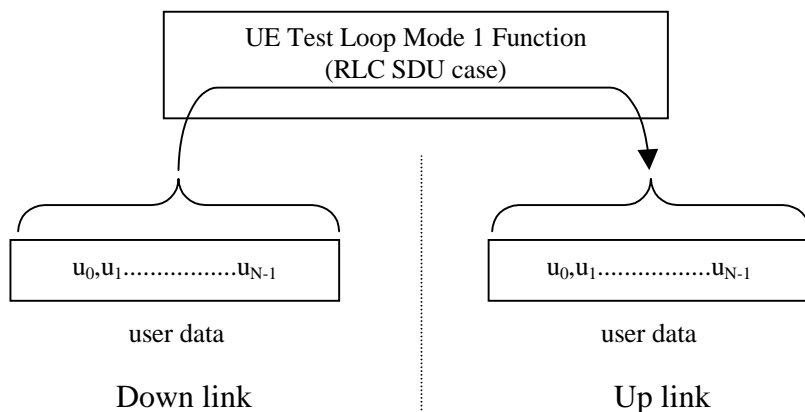 UE Test Loop Mode 1 Function
(RLC SDU case)
u0,u1.................uN-1
u0,u1.................uN-1
user data
user data
Down link
Up link